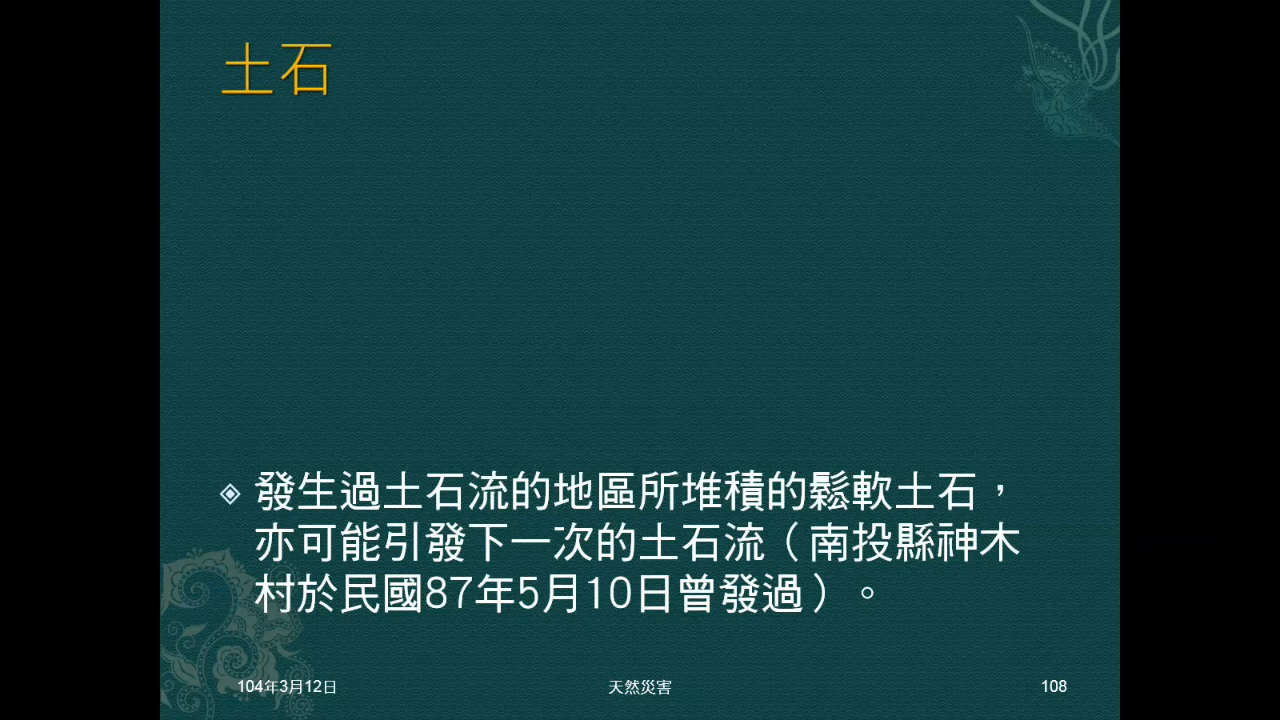 土石
發生過土石流的地區所堆積的鬆軟土石，
亦可能引發下一次的土石流（南投縣神木
村於民國87年5月10日曾發過）。
104年3月12日
天然災害
108